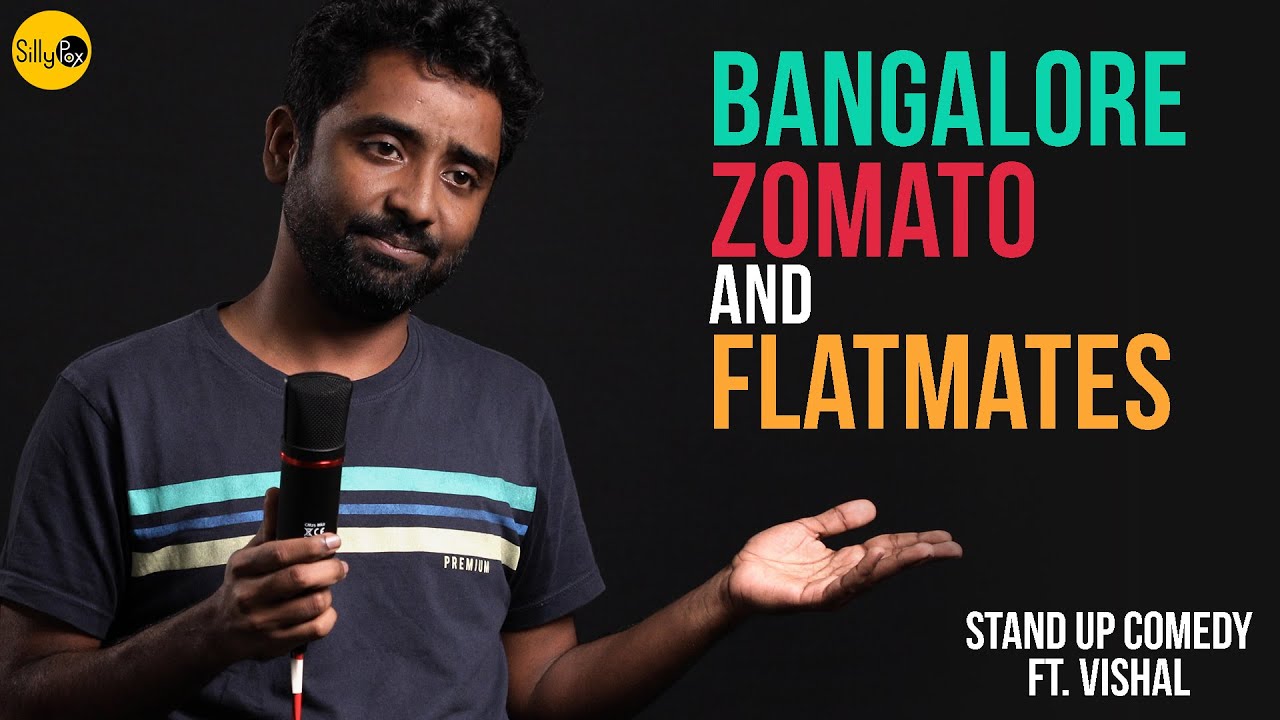 SillyPox
BANGALORE
ZOMATO
AND
FLATMATES
PREMIUM
STAND UP COMEDY
FT. VISHAL